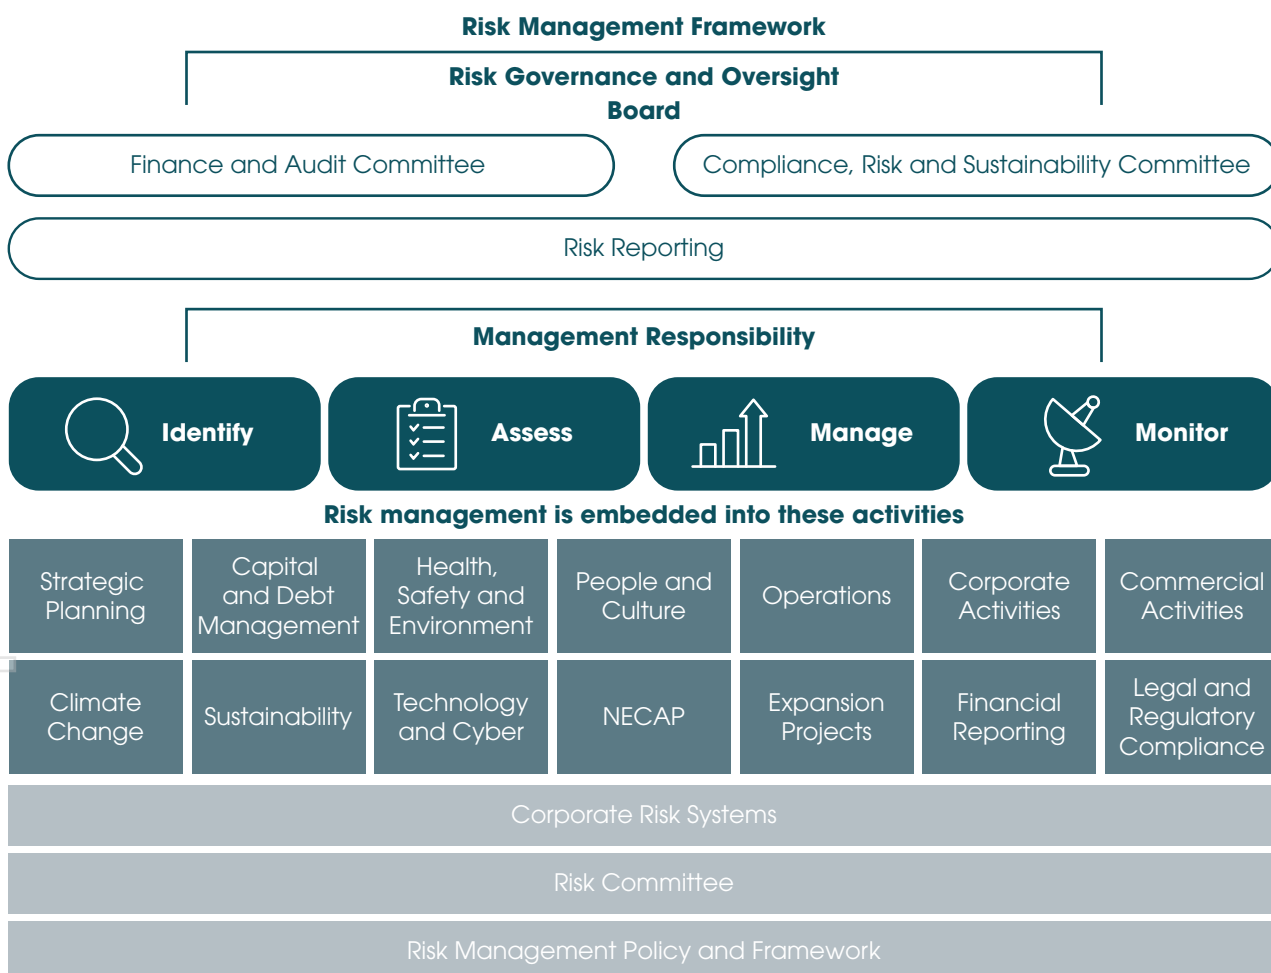 Risk Management Framework
Risk Governance and Oversight
Board
Finance and Audit Committee
Compliance, Risk and Sustainability Committee
Risk Reporting
Management Responsibility
Identify
Assess
Manage
Monitor
Risk management is embedded into these activities
Strategic
Planning
Capital
and Debt
Management
Health,
Safety and
Environment
People and
Culture
Operations
Corporate
Activities
Commercial
Activities
Climate
Change
Sustainability
Technology
and Cyber
NECAP
Expansion
Projects
Financial
Reporting
Legal and
Regulatory
Compliance
Corporate Risk Systems
Risk Committee
Risk Management Policy and Framework